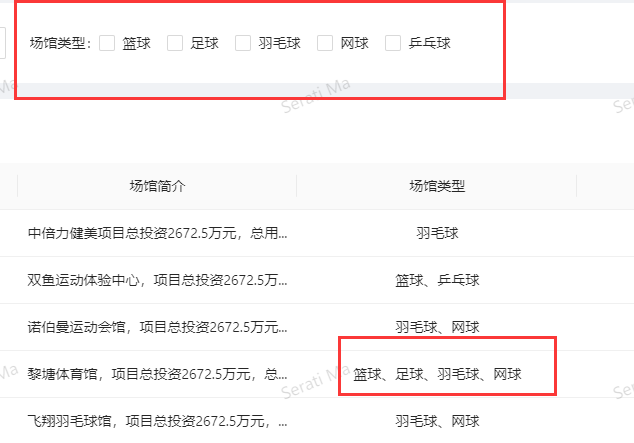 场馆类型： 篮球 足球 羽毛球 网球 乒乓球
Serati Ma
场馆简介 场馆类型
中倍力健美项目总投资2672.5万元，总用... 羽毛球
双鱼运动体验中心，项目总投资2672.5万... 篮球、乒乓球
诺伯曼运动会馆，项目总投资2672.5万元... 羽毛球、网球
黎塘体育馆，项目总投资2672.5万元，总... 篮球、足球、羽毛球、网球
Serati Ma
飞翔羽毛球馆，项目总投资2672.5万元，... 羽毛球、网球